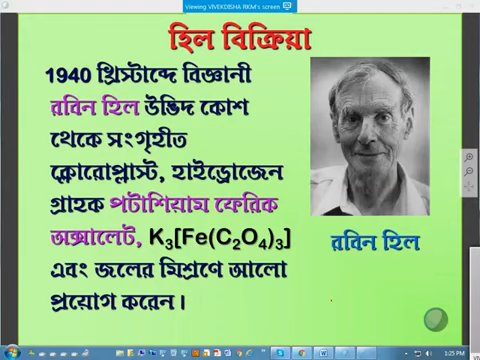 Viewing VIVEKDISHA RKM's screen
হিল বিক্রিয়া
1940 খ্রিস্টাব্দে বিজ্ঞানী
রবিন হিল উদ্ভিদ কোশ
থেকে সংগৃহীত
ক্লোরোপ্লাস্ট, হাইড্রোজেন
গ্রাহক পটাশিয়াম ফেরিক
অক্সালেট, K₃[Fe(C₂O₄)₃]
এবং জলের মিশ্রণে আলো
প্রয়োগ করেন।
রবিন হিল
1:25 PM